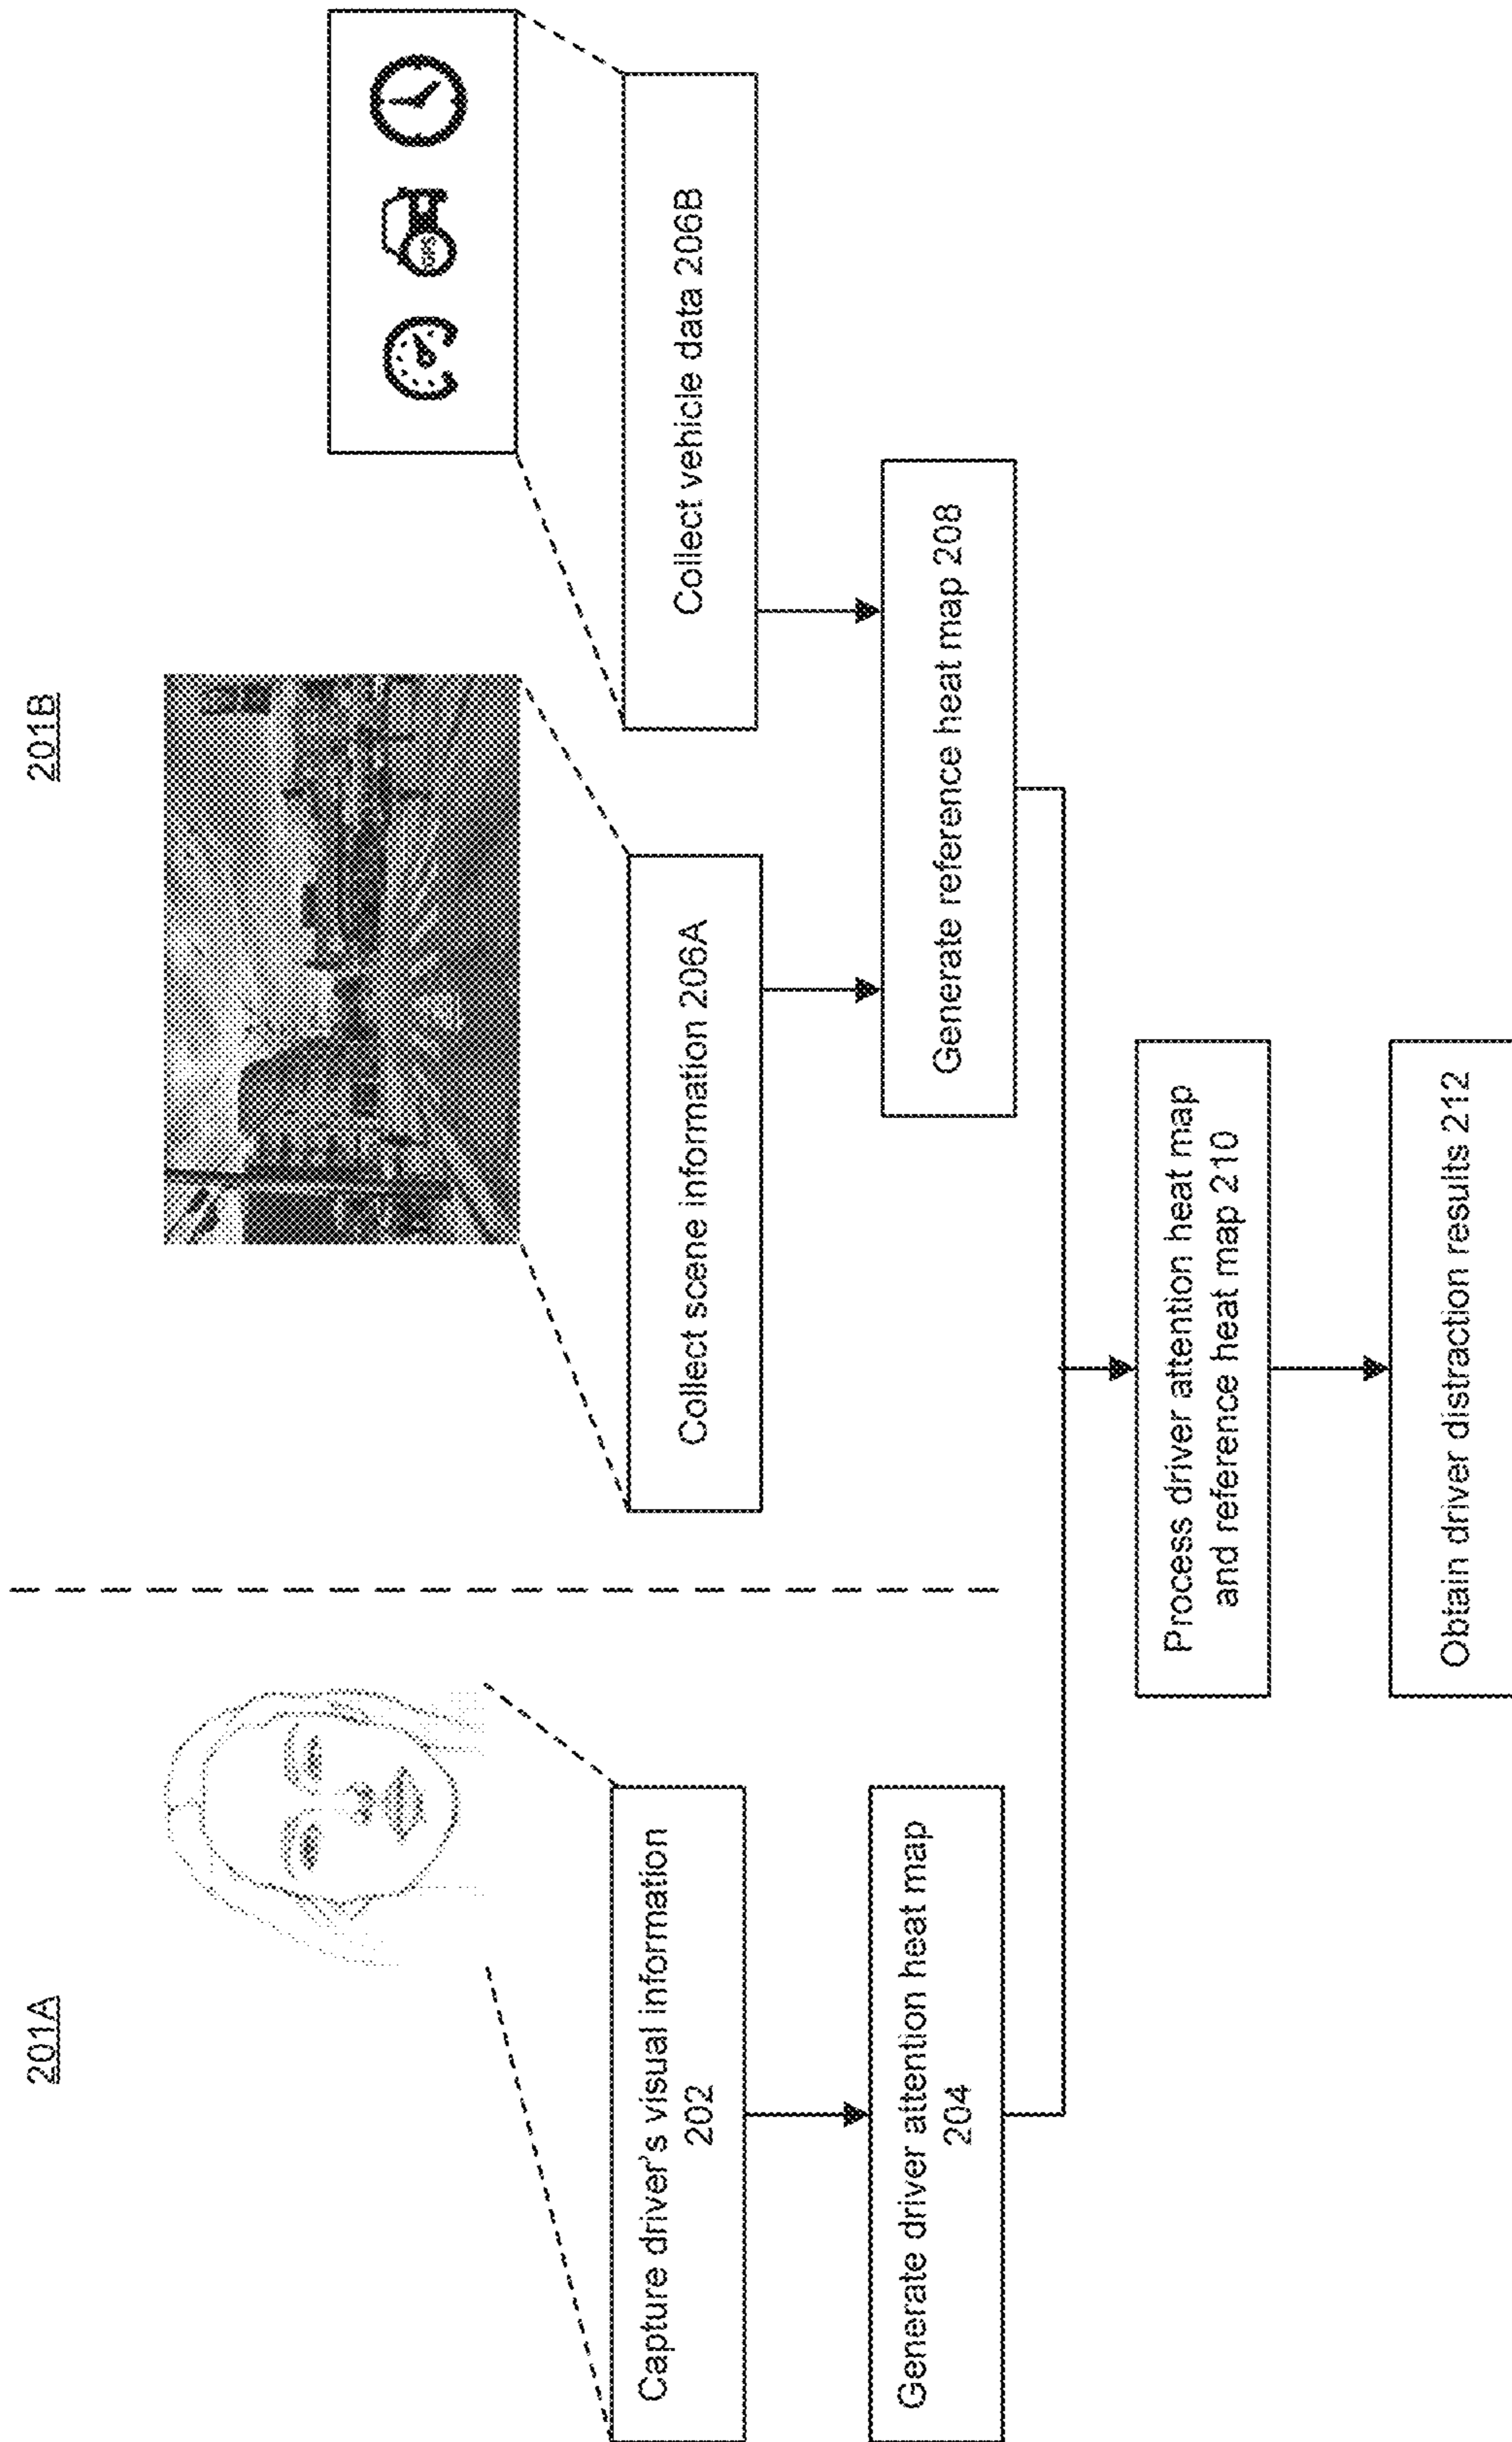 201A
201B
GPS
Capture driver's visual information
202
Collect scene information 206A
Collect vehicle data 206B
Generate driver attention heat map
204
Generate reference heat map 208
Process driver attention heat map
and reference heat map 210
Obtain driver distraction results 212